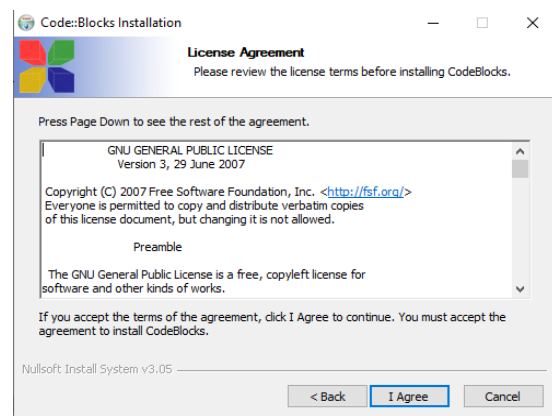 Code::Blocks Installation
License Agreement
Please review the license terms before installing CodeBlocks.
Press Page Down to see the rest of the agreement.
GNU GENERAL PUBLIC LICENSE
Version 3, 29 June 2007
Copyright (C) 2007 Free Software Foundation, Inc. <http://fsf.org/>
Everyone is permitted to copy and distribute verbatim copies
of this license document, but changing it is not allowed.
Preamble
The GNU General Public License is a free, copyleft license for
software and other kinds of works.
If you accept the terms of the agreement, click I Agree to continue. You must accept the
agreement to install CodeBlocks.
Nullsoft Install System v3.05
< Back I Agree Cancel